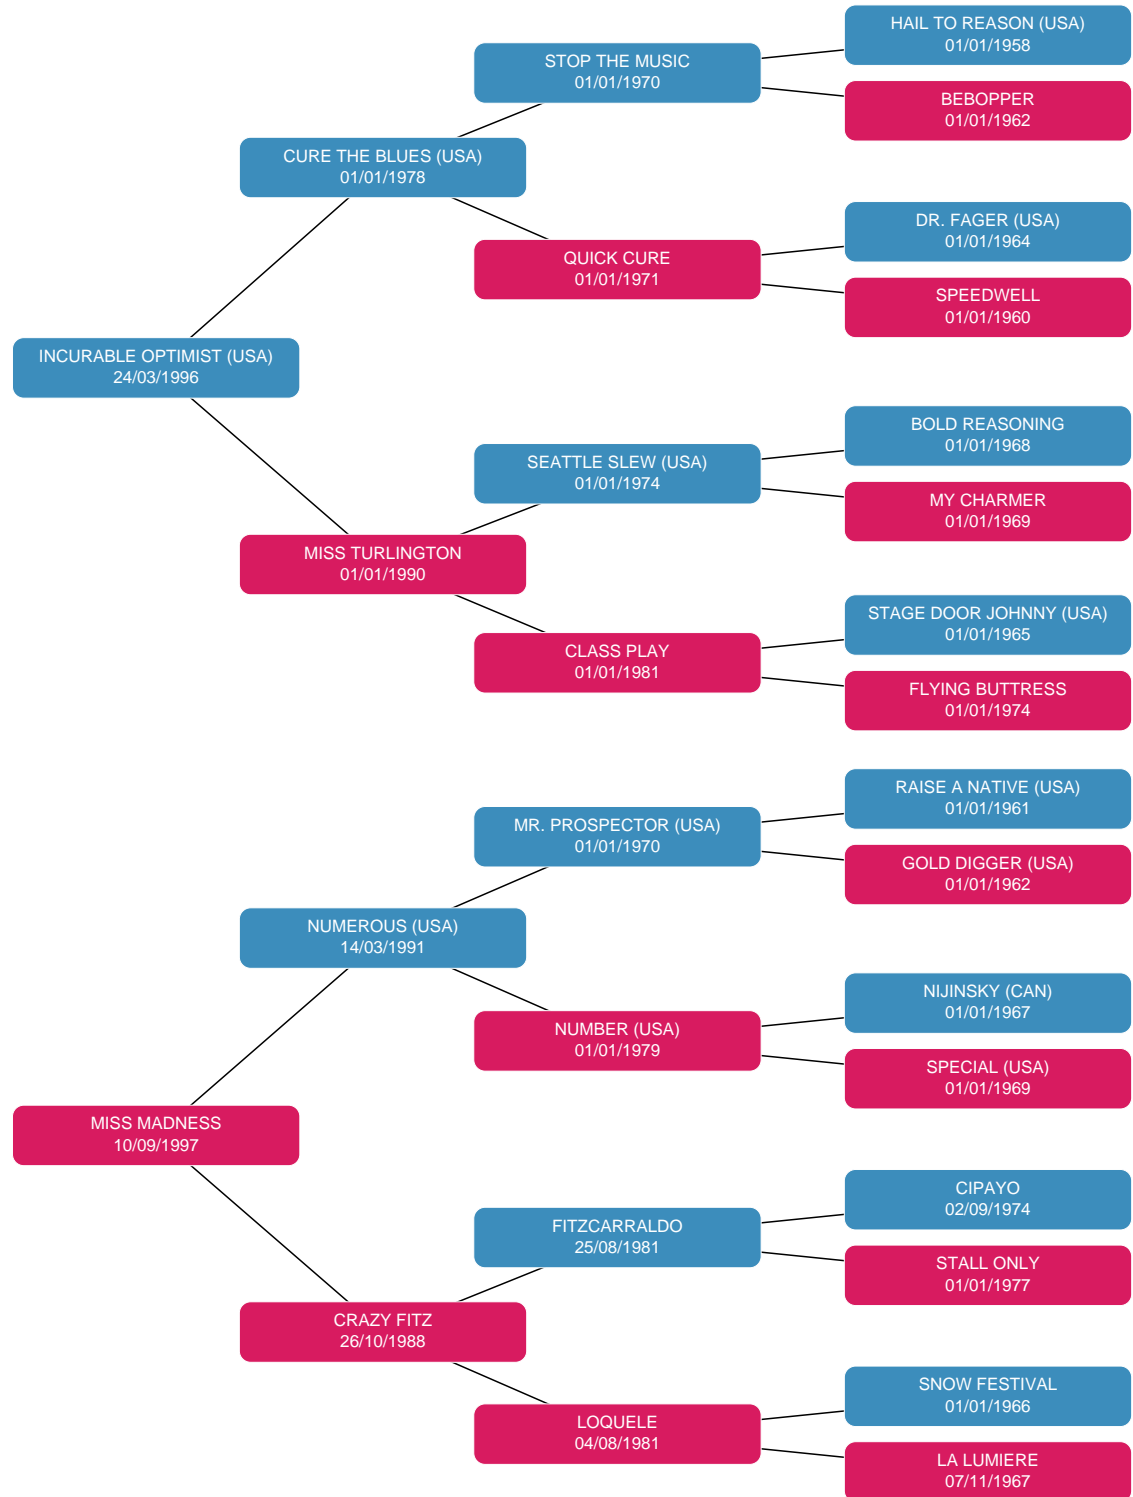 HAIL TO REASON (USA)
01/01/1958
STOP THE MUSIC
01/01/1970
BEBOPPER
01/01/1962
CURE THE BLUES (USA)
01/01/1978
DR. FAGER (USA)
01/01/1964
QUICK CURE
01/01/1971
SPEEDWELL
01/01/1960
INCURABLE OPTIMIST (USA)
24/03/1996
BOLD REASONING
01/01/1968
SEATTLE SLEW (USA)
01/01/1974
MY CHARMER
01/01/1969
MISS TURLINGTON
01/01/1990
STAGE DOOR JOHNNY (USA)
01/01/1965
CLASS PLAY
01/01/1981
FLYING BUTTRESS
01/01/1974
RAISE A NATIVE (USA)
01/01/1961
MR. PROSPECTOR (USA)
01/01/1970
GOLD DIGGER (USA)
01/01/1962
NUMEROUS (USA)
14/03/1991
NIJINSKY (CAN)
01/01/1967
NUMBER (USA)
01/01/1979
SPECIAL (USA)
01/01/1969
MISS MADNESS
10/09/1997
CIPAYO
02/09/1974
FITZCARRALDO
25/08/1981
STALL ONLY
01/01/1977
CRAZY FITZ
26/10/1988
SNOW FESTIVAL
01/01/1966
LOQUELE
04/08/1981
LA LUMIERE
07/11/1967